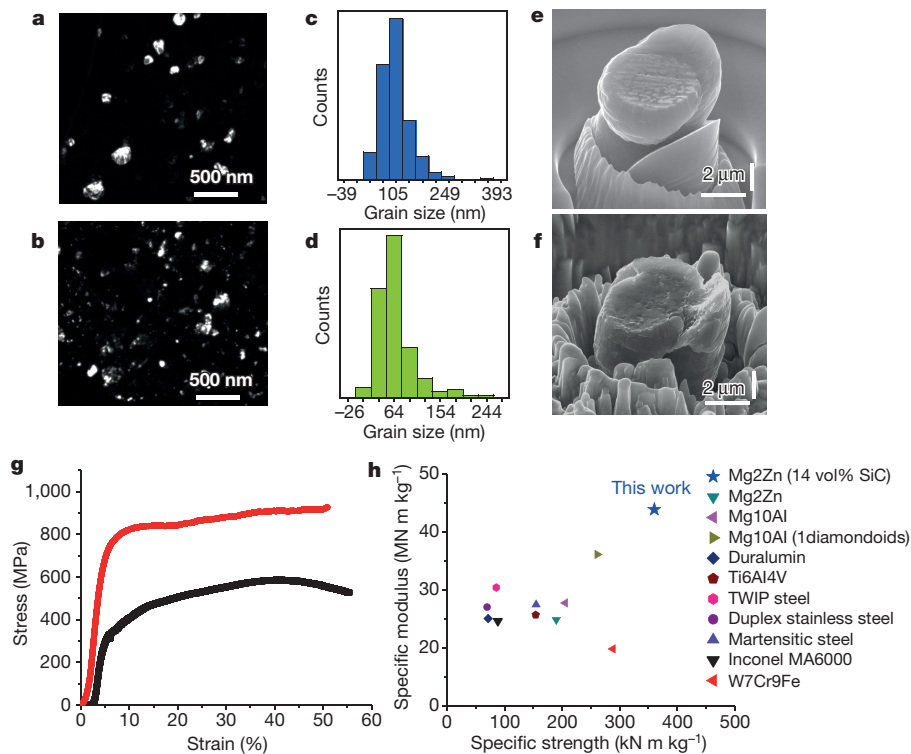 a
500 nm
b
500 nm
c
Counts
–39 105 249 393
Grain size (nm)
d
Counts
–26 64 154 244
Grain size (nm)
e
2 μm
f
2 μm
g
Stress (MPa)
1,000
800
600
400
200
0
0 10 20 30 40 50 60
Strain (%)
h
Specific modulus (MN m kg⁻¹)
50
40
30
20
10
0
0 100 200 300 400 500
Specific strength (kN m kg⁻¹)
This work
Mg2Zn (14 vol% SiC)
Mg2Zn
Mg10Al
Mg10Al (1diamondoids)
Duralumin
Ti6Al4V
TWIP steel
Duplex stainless steel
Martensitic steel
Inconel MA6000
W7Cr9Fe